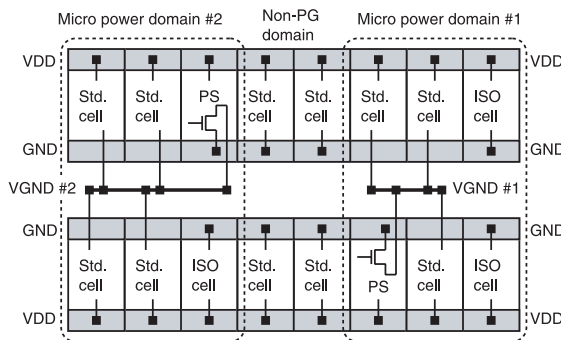 Micro power domain #2
Non-PG
domain
Micro power domain #1
VDD
VDD
Std.
cell
Std.
cell
PS
Std.
cell
Std.
cell
Std.
cell
Std.
cell
ISO
cell
GND
GND
VGND #2
VGND #1
GND
GND
Std.
cell
Std.
cell
ISO
cell
Std.
cell
Std.
cell
PS
Std.
cell
ISO
cell
VDD
VDD